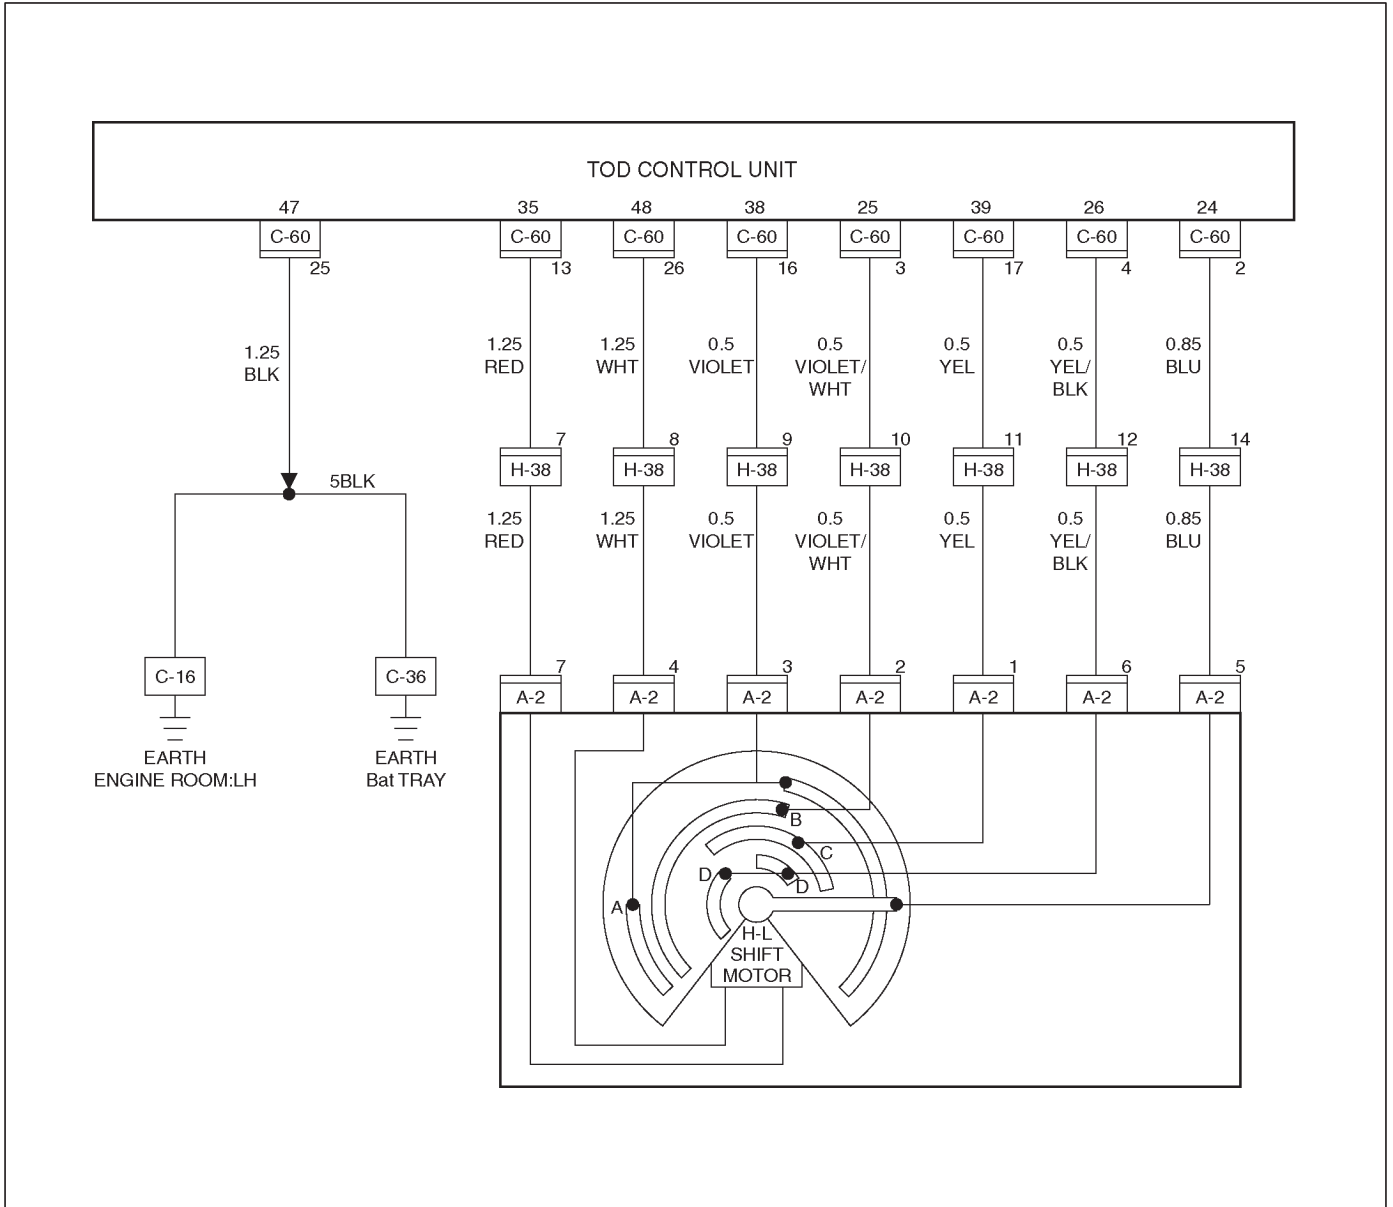 TOD CONTROL UNIT
47 35 48 38 25 39 26 24
C-60 C-60 C-60 C-60 C-60 C-60 C-60 C-60
25 13 26 16 3 17 4 2
1.25 1.25 0.5 0.5 0.5 0.5 0.85
RED WHT VIOLET VIOLET/ YEL YEL/ BLU
1.25
BLK
WHT BLK
7 8 9 10 11 12 14
H-38 H-38 H-38 H-38 H-38 H-38 H-38
5BLK
1.25 1.25 0.5 0.5 0.5 0.5 0.85
RED WHT VIOLET VIOLET/ YEL YEL/ BLU
WHT BLK
7 4 3 2 1 6 5
C-16 C-36
A-2 A-2 A-2 A-2 A-2 A-2 A-2
EARTH
ENGINE ROOM:LH
EARTH
Bat TRAY
B
C
D
D
A
H-L
SHIFT
MOTOR